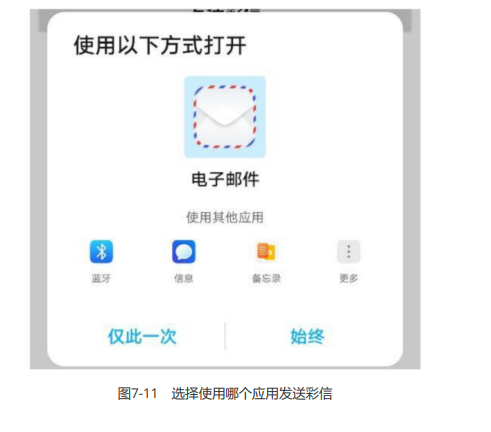 使用以下方式打开
电子邮件
使用其他应用
蓝牙 信息 备忘录 更多
仅此一次 始终
图7-11 选择使用哪个应用发送彩信